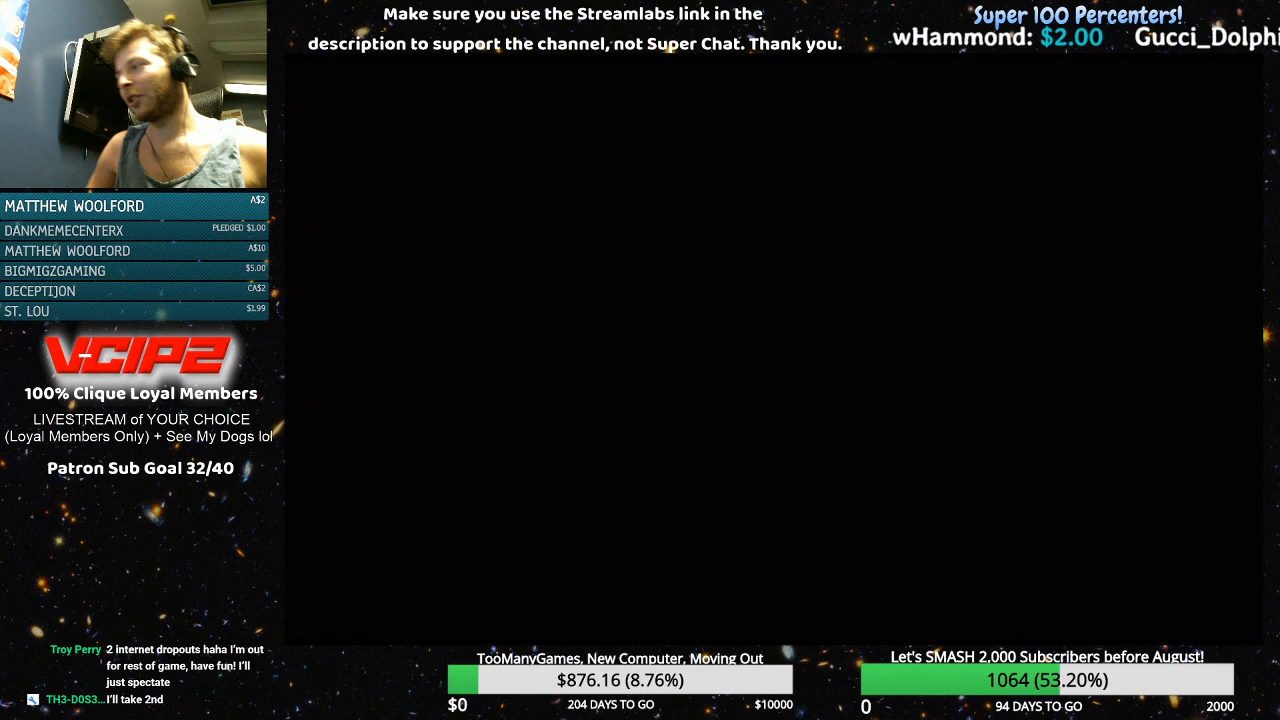 Make sure you use the Streamlabs link in the
description to support the channel, not Super Chat. Thank you.
Super 100 Percenters!
wHammond: $2.00 Gucci_Dolphi
MATTHEW WOOLFORD A$2
DANKMEMECENTERX PLEDGED $1.00
MATTHEW WOOLFORD A$10
BIGMIGZGAMING $5.00
DECEPTIJON CA$2
ST. LOU $1.99
V-CIPZ
100% Clique Loyal Members
LIVESTREAM of YOUR CHOICE
(Loyal Members Only) + See My Dogs lol
Patron Sub Goal 32/40
Troy Perry 2 internet dropouts haha I'm out
for rest of game, have fun! I'll
just spectate
TH3-D0S3... I'll take 2nd
TooManyGames, New Computer, Moving Out
$876.16 (8.76%)
$0 204 DAYS TO GO $10000
Let's SMASH 2,000 Subscribers before August!
1064 (53.20%)
0 94 DAYS TO GO 2000